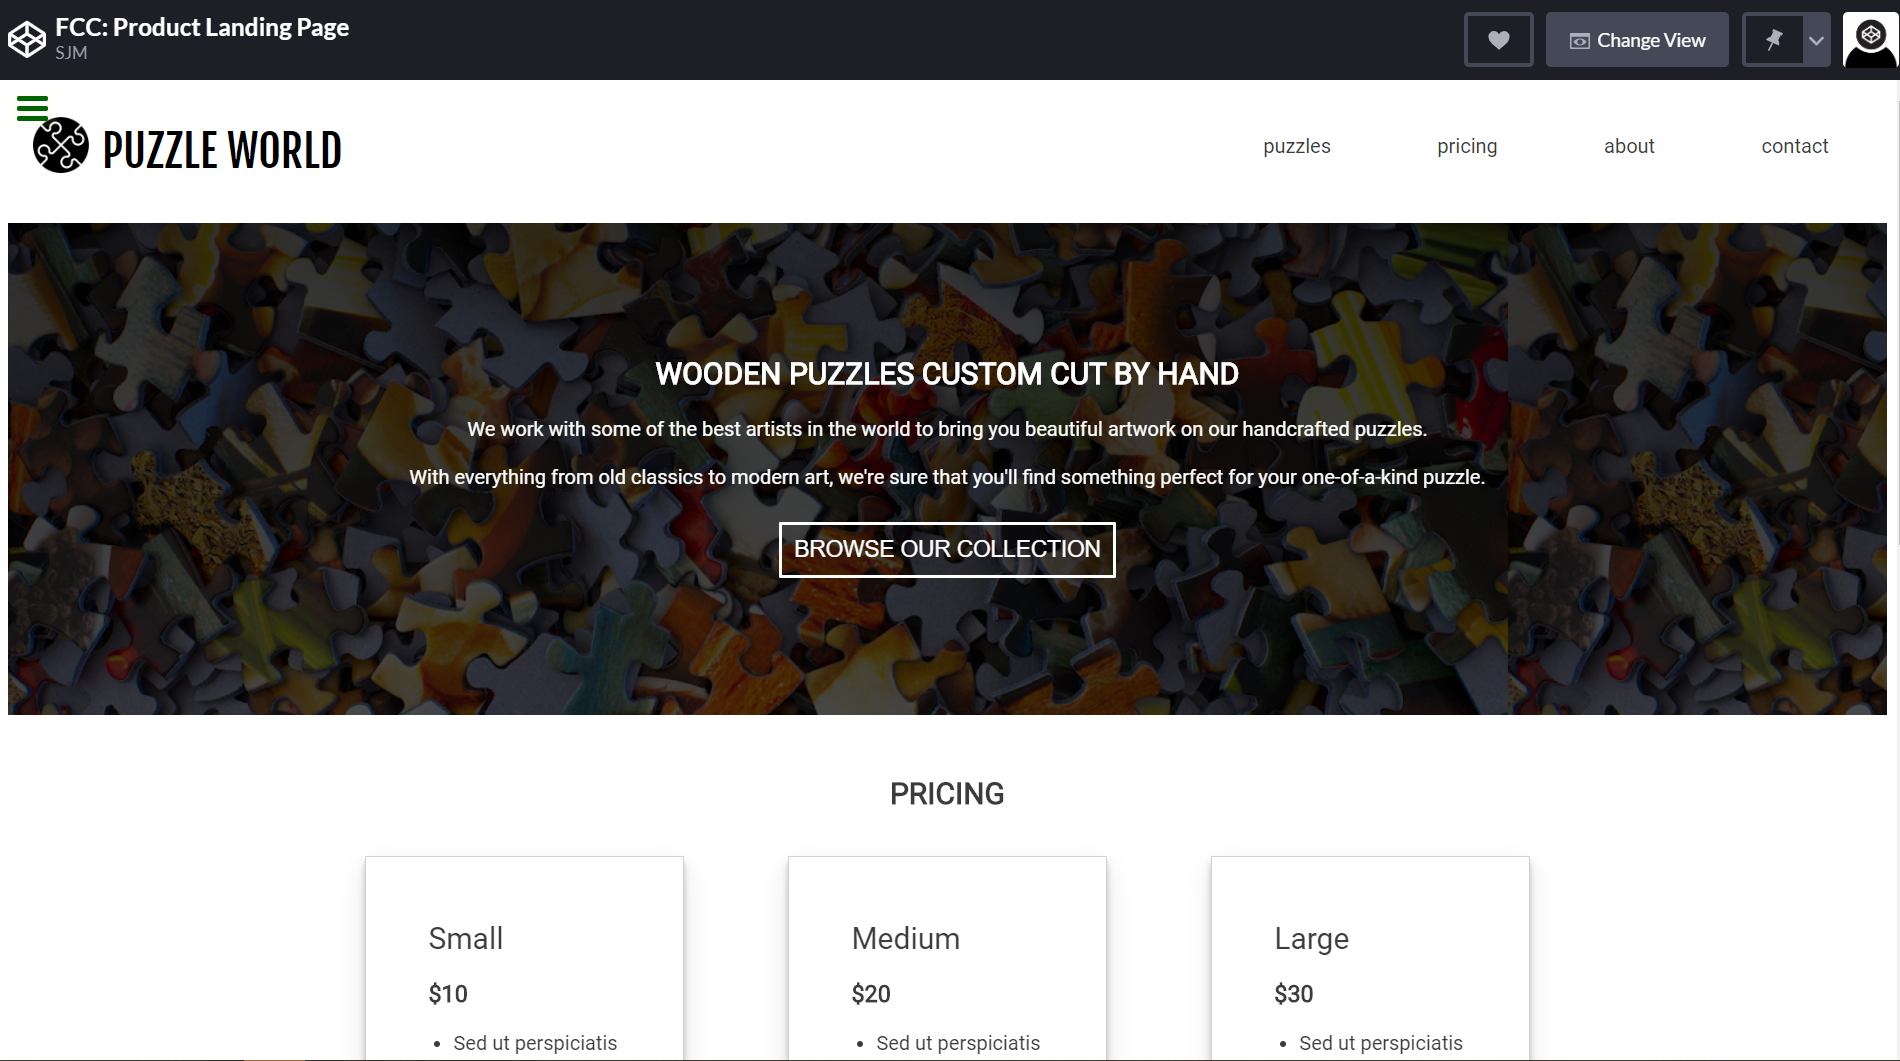 FCC: Product Landing Page
SJM
Change View
PUZZLE WORLD
puzzles pricing about contact
WOODEN PUZZLES CUSTOM CUT BY HAND
We work with some of the best artists in the world to bring you beautiful artwork on our handcrafted puzzles.
With everything from old classics to modern art, we're sure that you'll find something perfect for your one-of-a-kind puzzle.
BROWSE OUR COLLECTION
PRICING
Small
$10
• Sed ut perspiciatis
Medium
$20
• Sed ut perspiciatis
Large
$30
• Sed ut perspiciatis